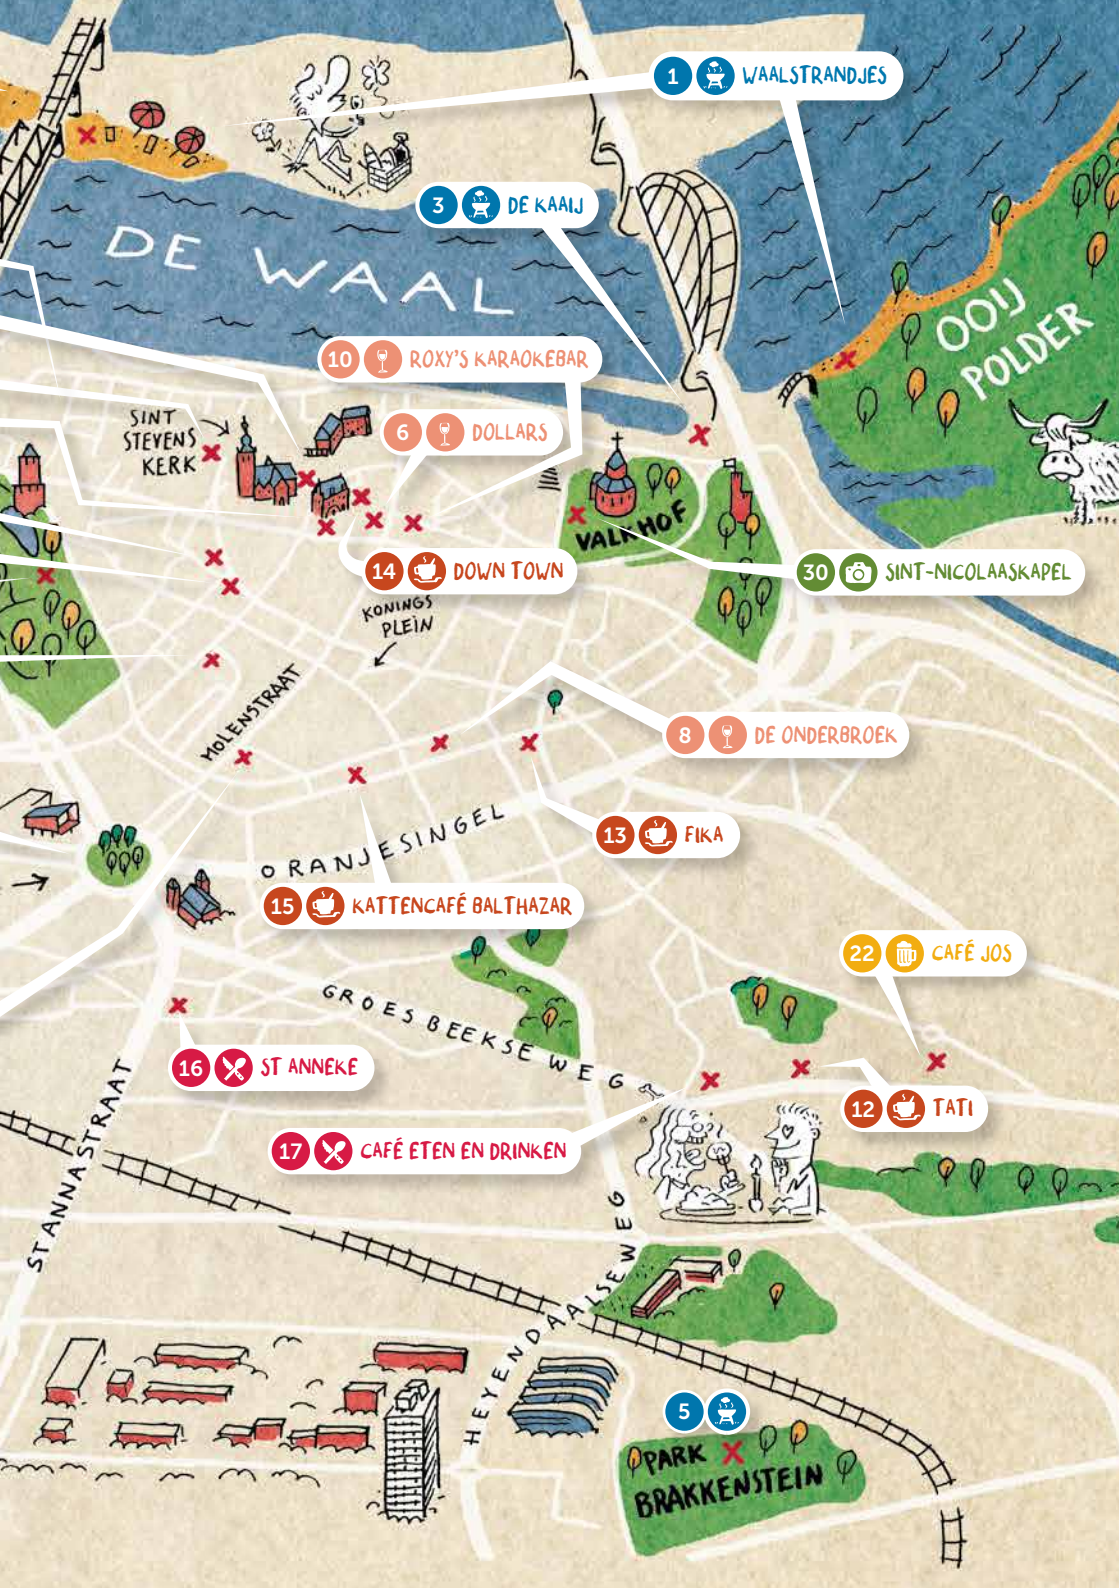 1 WAALSTRANDJES
3 DE KAAIJ
DE WAAL
OOIJ
POLDER
10 ROXY'S KARAOKEBAR
6 DOLLARS
SINT
STEVENS
KERK
VALKHOF
14 DOWN TOWN
30 SINT-NICOLAASKAPEL
KONINGS
PLEIN
MOLENSTRAAT
8 DE ONDERBROEK
13 FIKA
ORANJESINGEL
15 KATTENCAFÉ BALTHAZAR
22 CAFÉ JOS
GROESBEEKSE WEG
16 ST ANNEKE
12 TATI
17 CAFÉ ETEN EN DRINKEN
ST ANNASTRAAT
HEYENDAALSEWEG
5
PARK
BRAKKENSTEIN